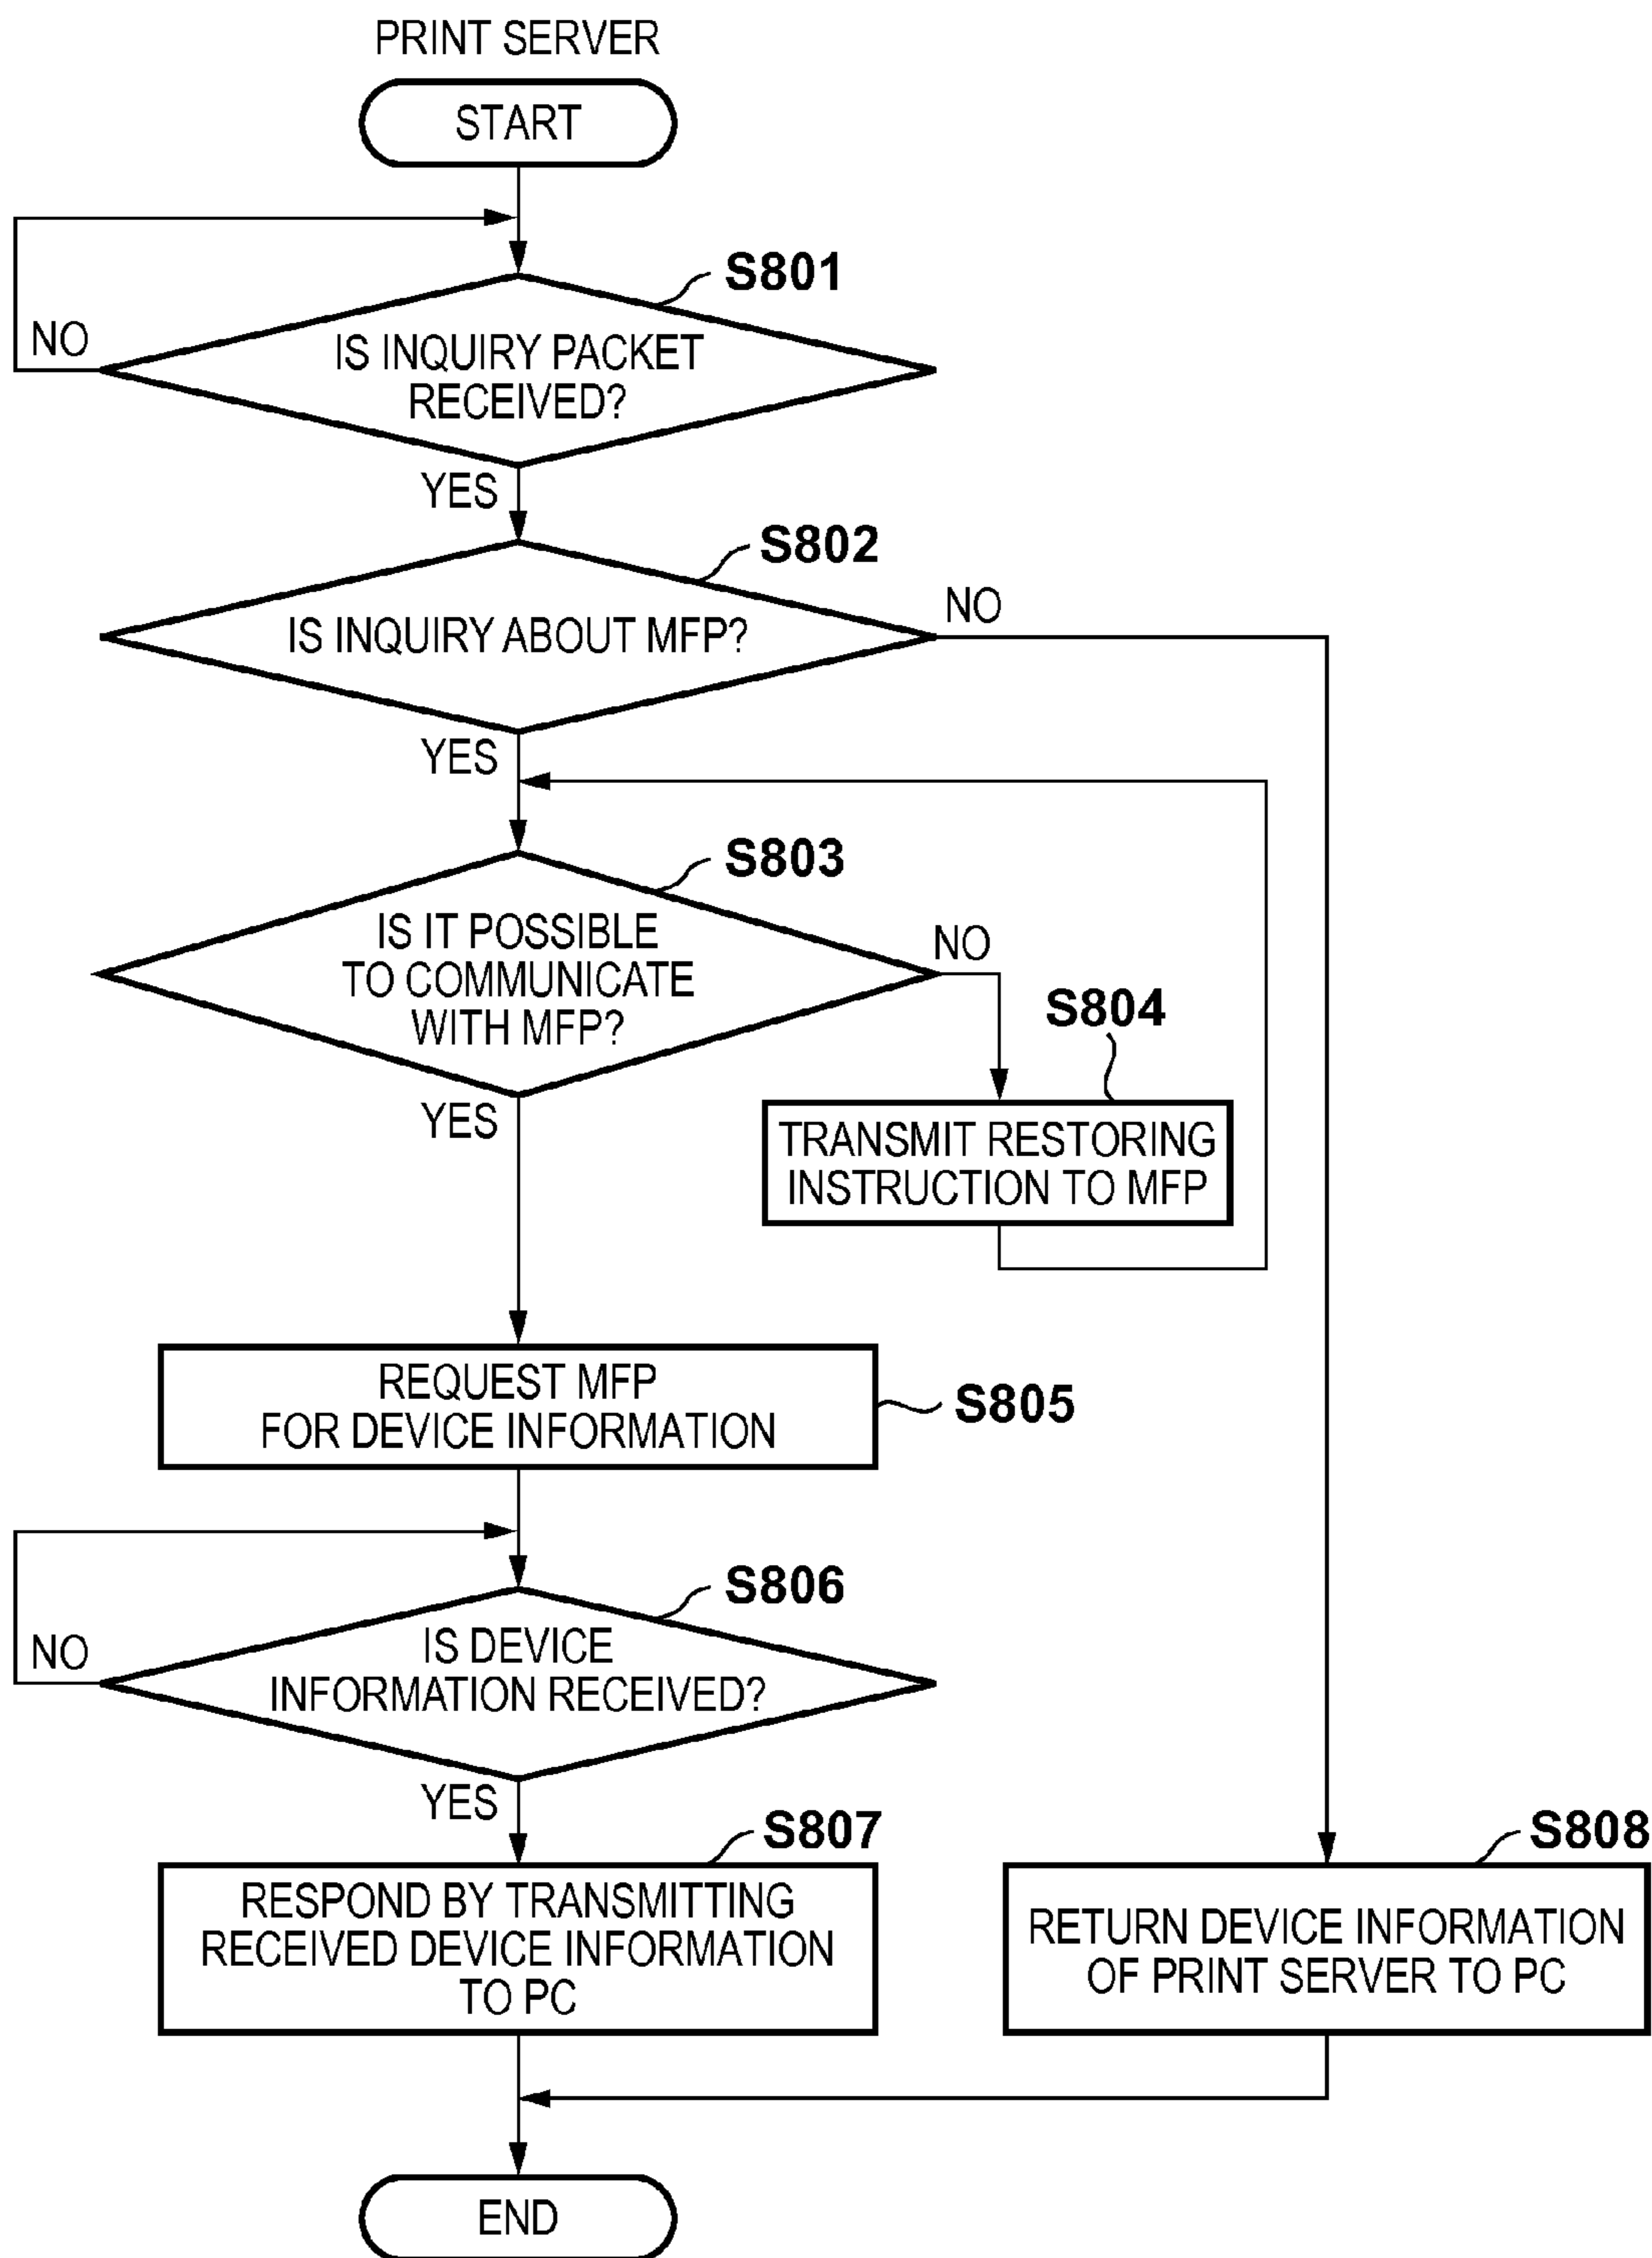 PRINT SERVER
START
S801
NO
IS INQUIRY PACKET
RECEIVED?
YES
S802
NO
IS INQUIRY ABOUT MFP?
YES
S803
IS IT POSSIBLE
TO COMMUNICATE
WITH MFP?
NO
S804
YES
TRANSMIT RESTORING
INSTRUCTION TO MFP
REQUEST MFP
FOR DEVICE INFORMATION
S805
S806
NO
IS DEVICE
INFORMATION RECEIVED?
YES
S807
RESPOND BY TRANSMITTING
RECEIVED DEVICE INFORMATION
TO PC
S808
RETURN DEVICE INFORMATION
OF PRINT SERVER TO PC
END